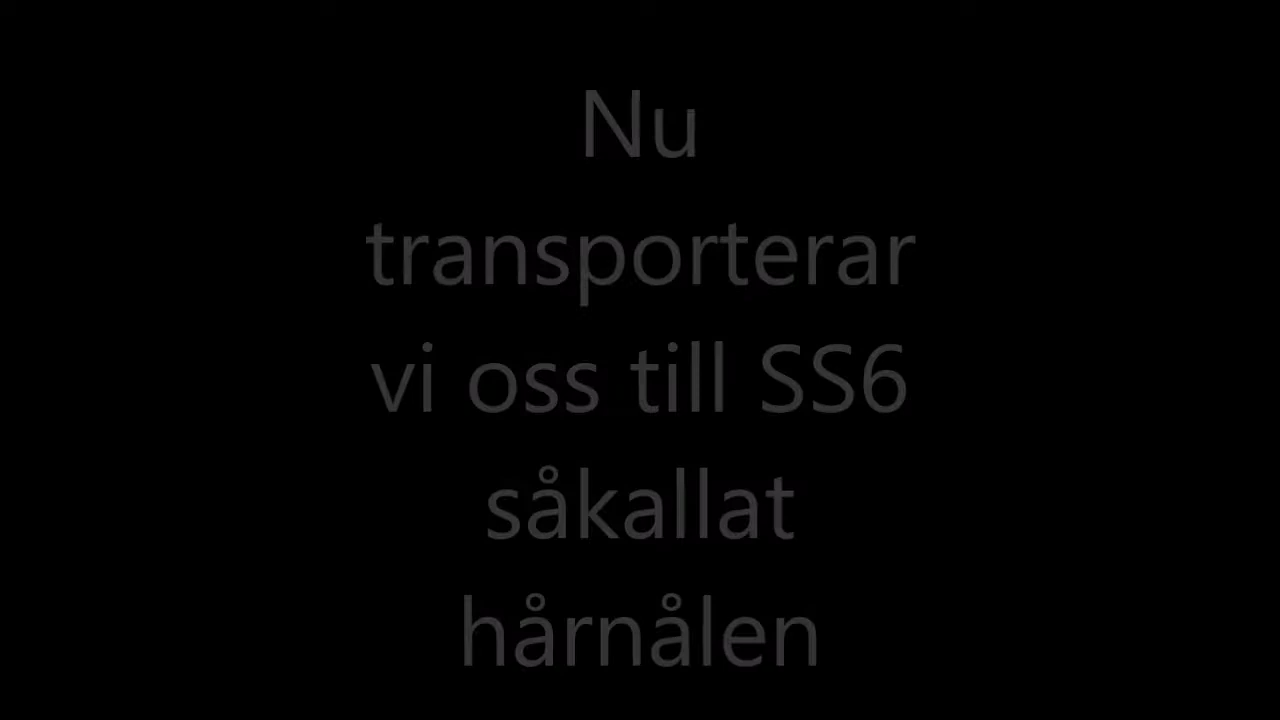 Nu
transporterar
vi oss till SS6
såkallat
hårnålen